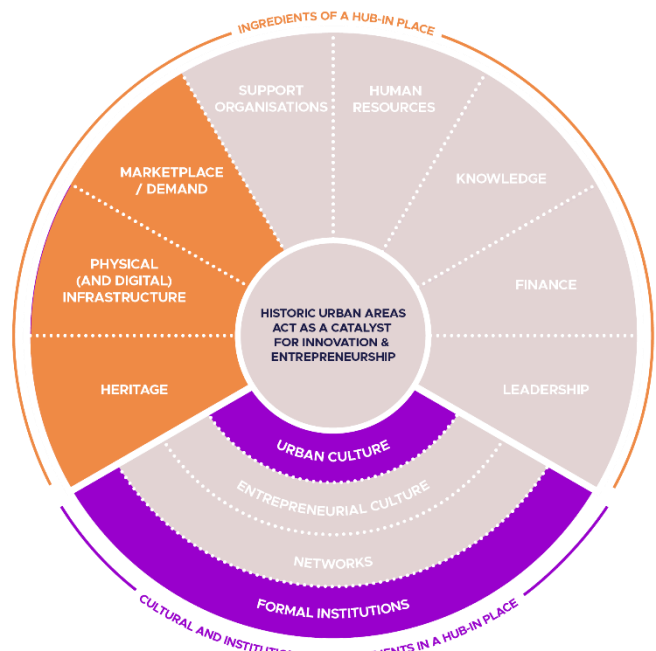 INGREDIENTS OF A HUB-IN PLACE
SUPPORT
ORGANISATIONS
HUMAN
RESOURCES
MARKETPLACE
/ DEMAND
KNOWLEDGE
PHYSICAL
(AND DIGITAL)
INFRASTRUCTURE
FINANCE
HISTORIC URBAN AREAS
ACT AS A CATALYST
FOR INNOVATION &
ENTREPRENEURSHIP
HERITAGE
LEADERSHIP
URBAN CULTURE
ENTREPRENEURIAL CULTURE
NETWORKS
FORMAL INSTITUTIONS
CULTURAL AND IN A HUB-IN PLACE